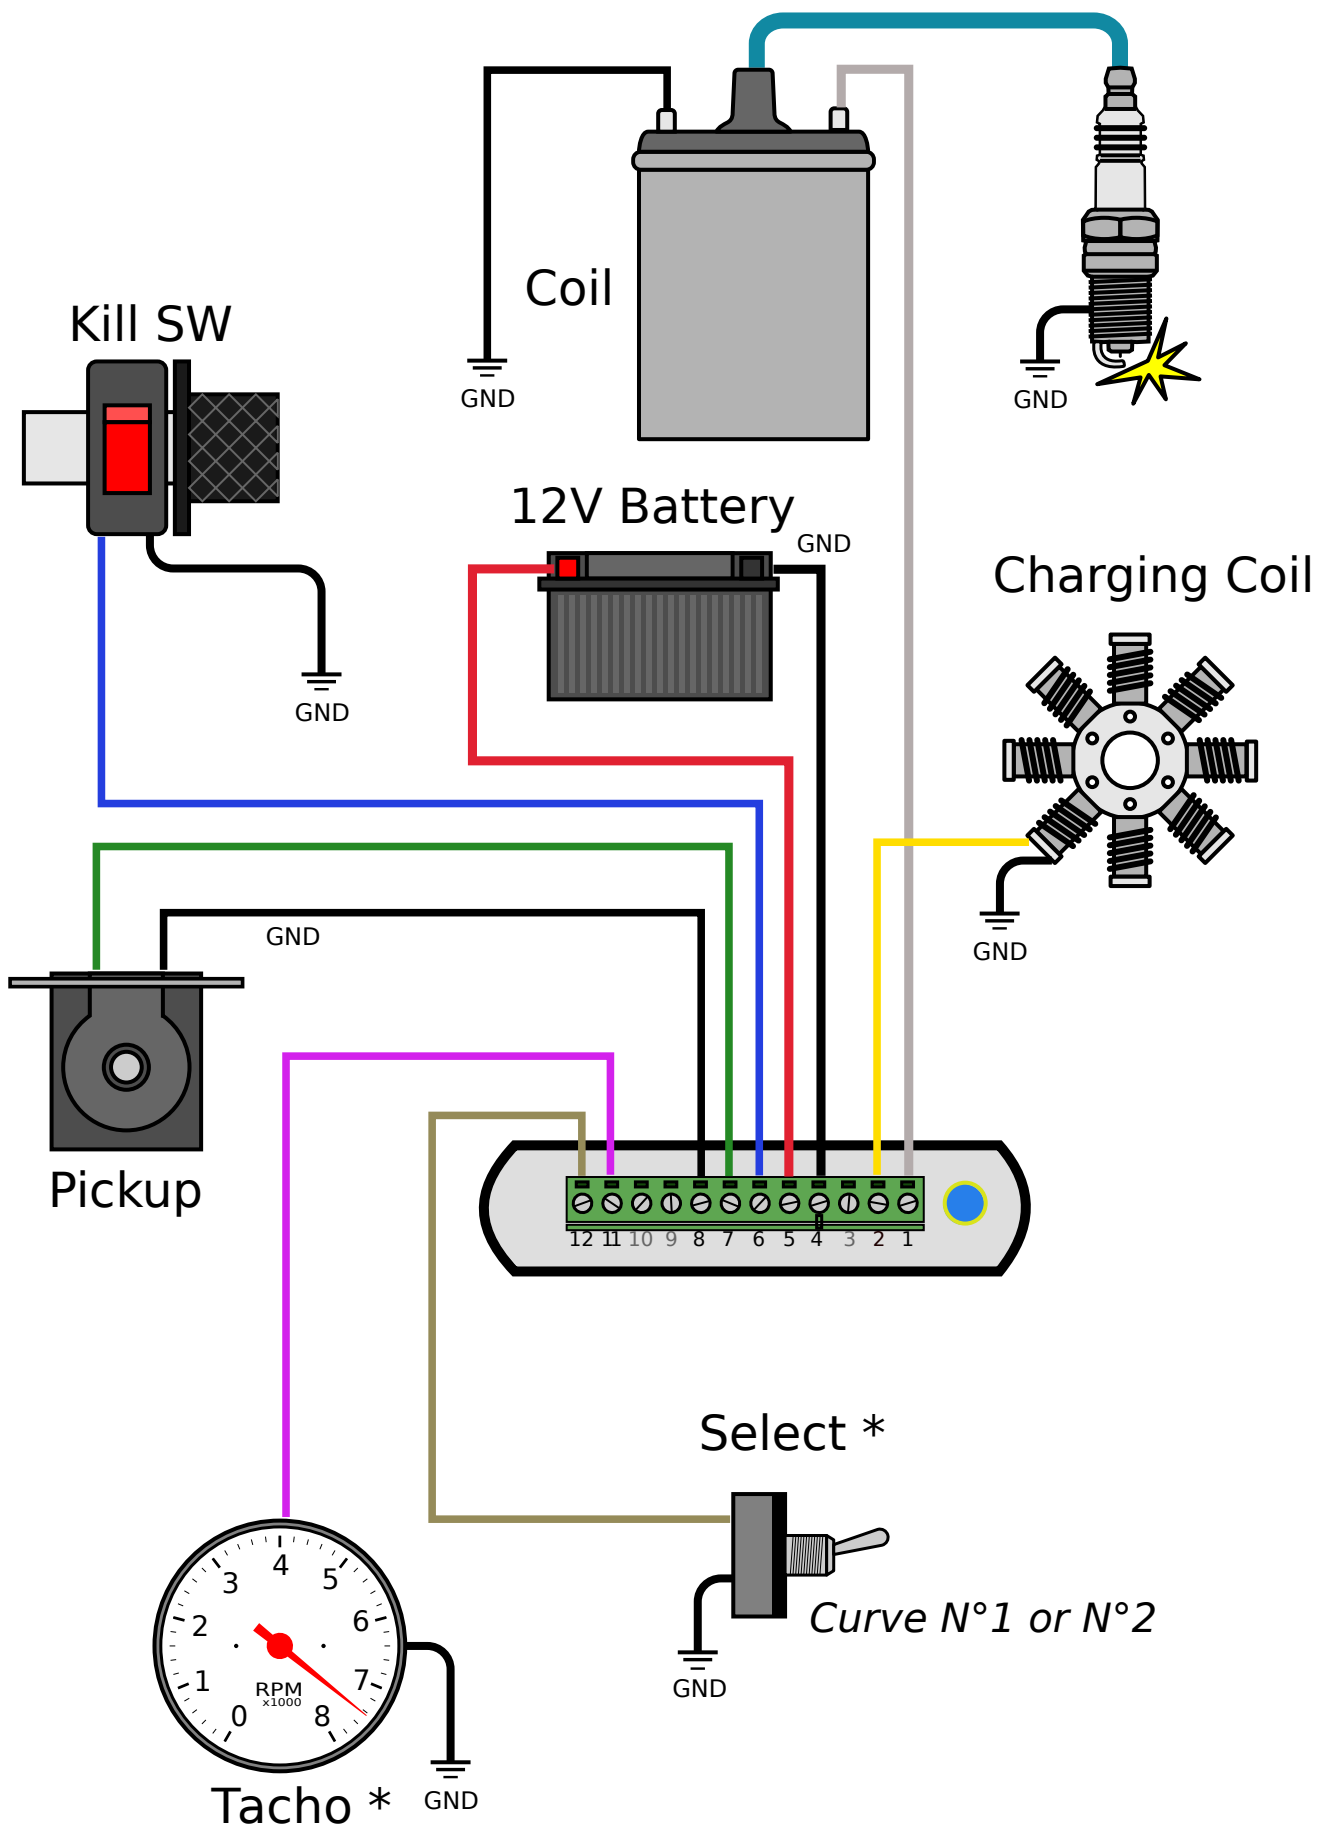 Coil
GND
GND
Kill SW
GND
12V Battery
GND
Charging Coil
GND
GND
Pickup
12 11 10 9 8 7 6 5 4 3 2 1
Select *
Curve N°1 or N°2
GND
0 1 2 3 4 5 6 7 8
RPM
x1000
Tacho *
GND